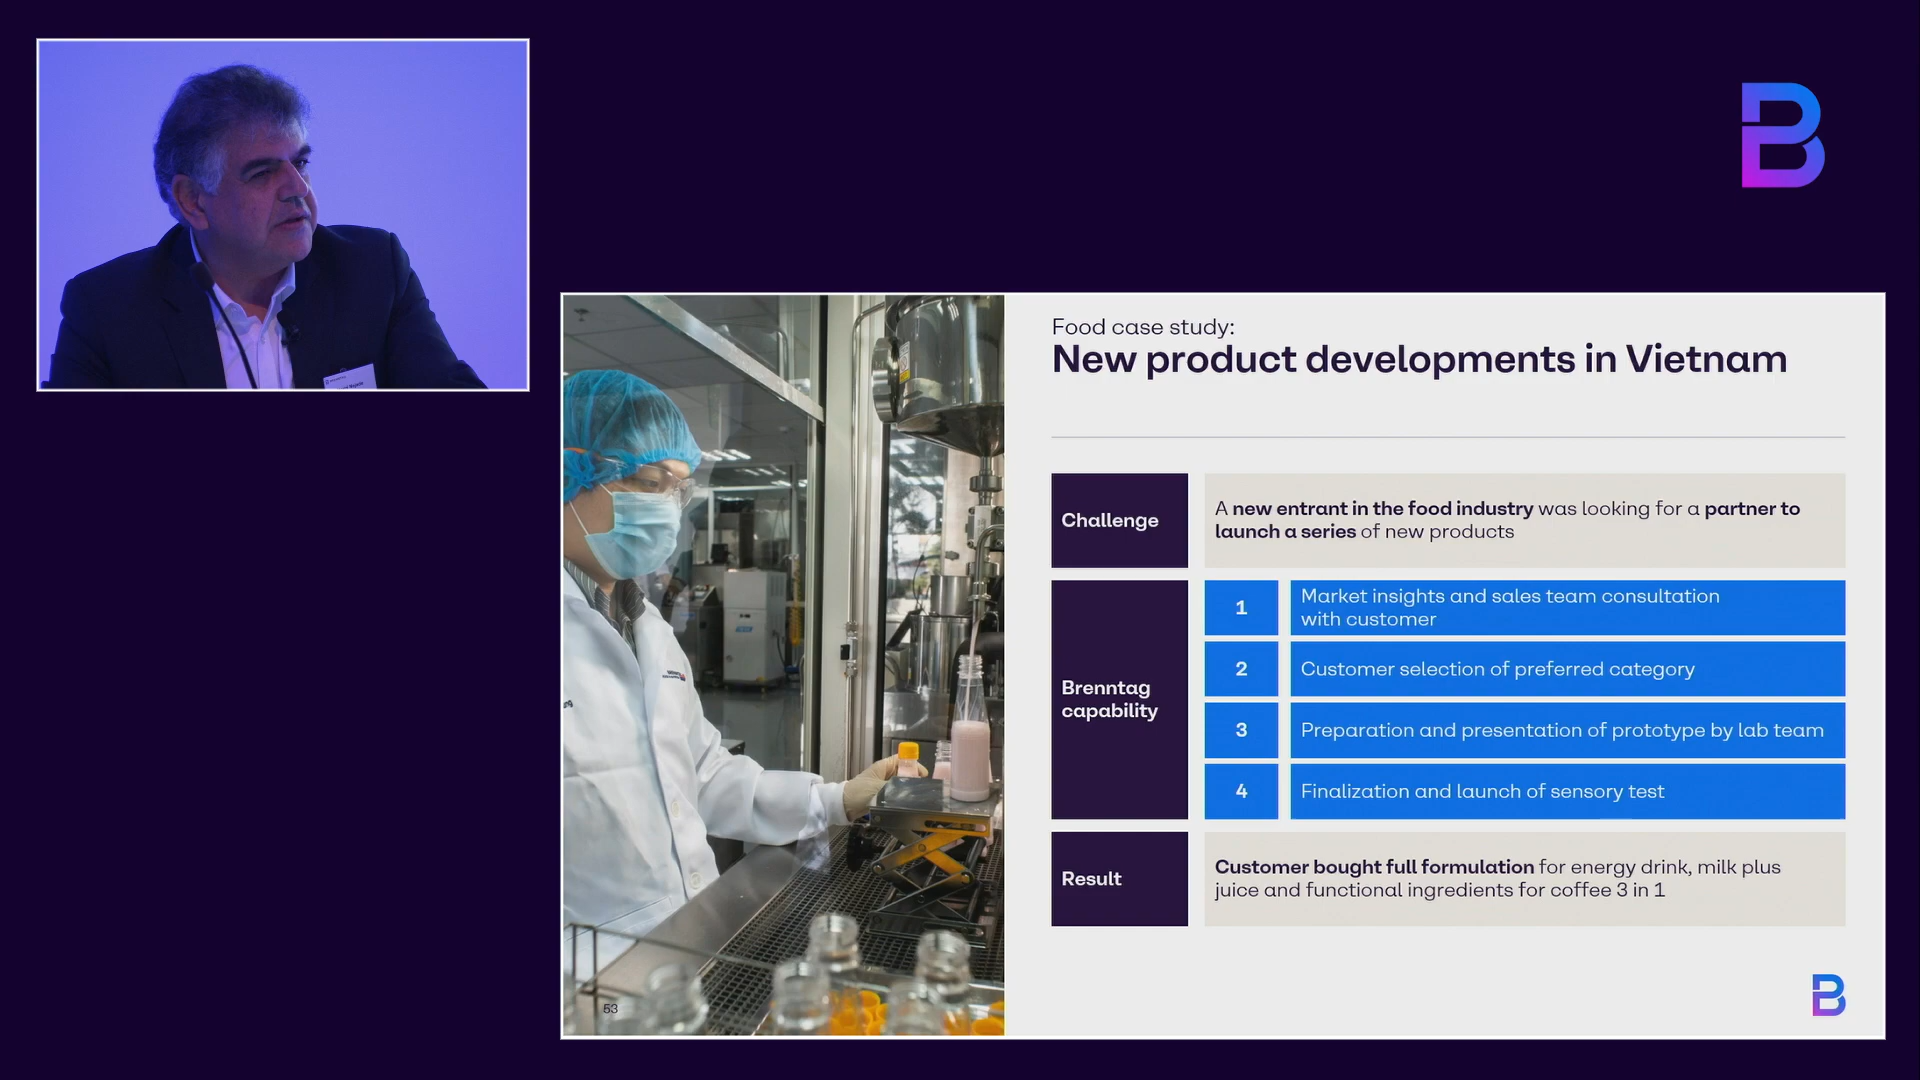 Food case study:
New product developments in Vietnam
Challenge
A new entrant in the food industry was looking for a partner to
launch a series of new products
Brenntag
capability
1
Market insights and sales team consultation
with customer
2
Customer selection of preferred category
3
Preparation and presentation of prototype by lab team
4
Finalization and launch of sensory test
Result
Customer bought full formulation for energy drink, milk plus
juice and functional ingredients for coffee 3 in 1
53